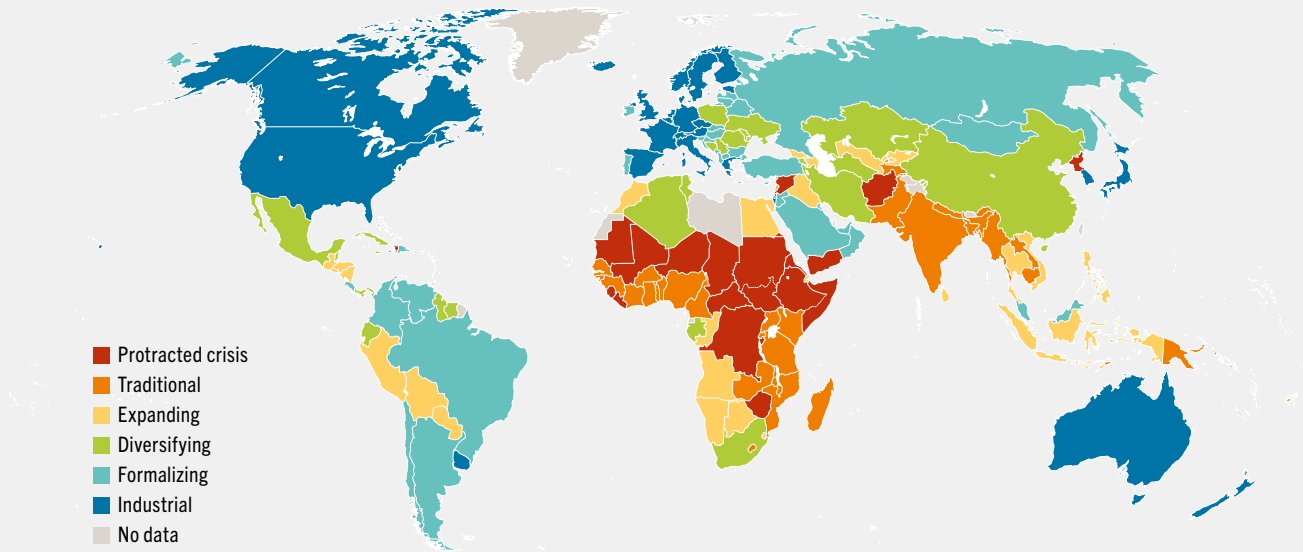 Protracted crisis
Traditional
Expanding
Diversifying
Formalizing
Industrial
No data